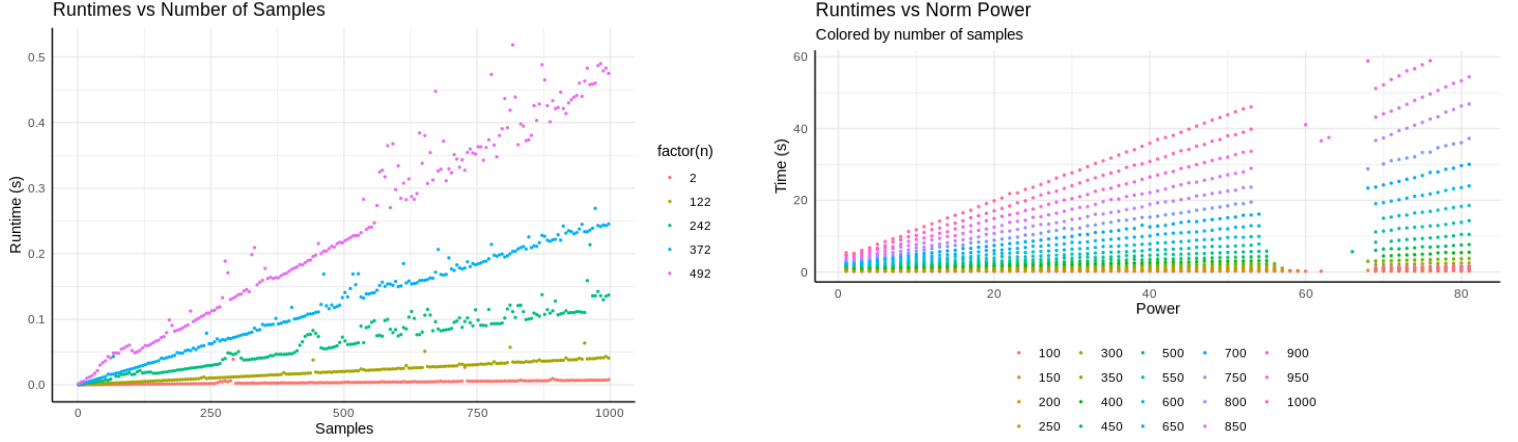 Runtimes vs Number of Samples
Runtime (s)
0.5
0.4
0.3
0.2
0.1
0.0
0 250 500 750 1000
Samples
factor(n)
2
122
242
372
492
Runtimes vs Norm Power
Colored by number of samples
Time (s)
60
40
20
0
0 20 40 60 80
Power
100 300 500 700 900
150 350 550 750 950
200 400 600 800 1000
250 450 650 850